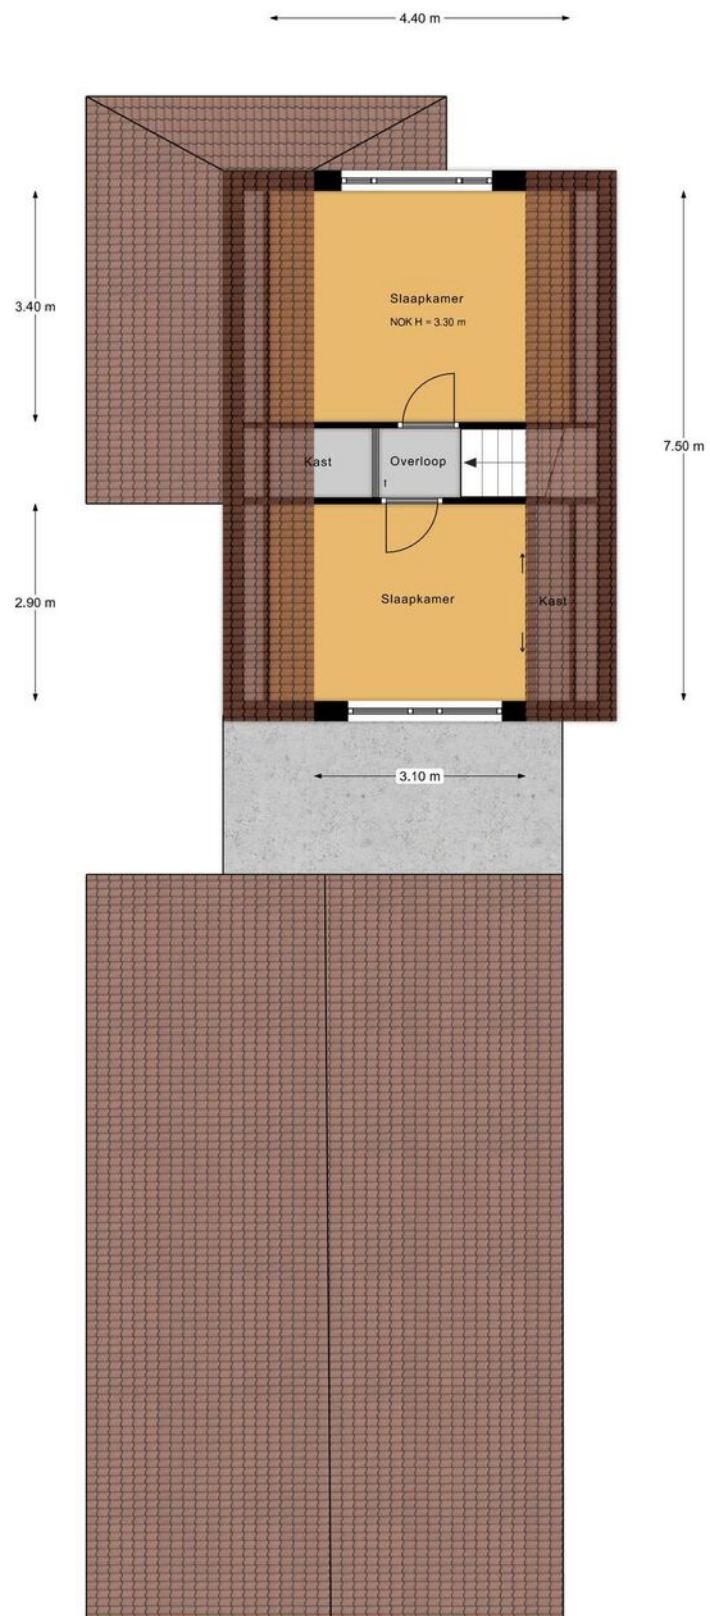 4.40 m
Slaapkamer
NOK H = 3.30 m
3.40 m
7.50 m
Kast
Overloop
2.90 m
Slaapkamer
Kast
3.10 m